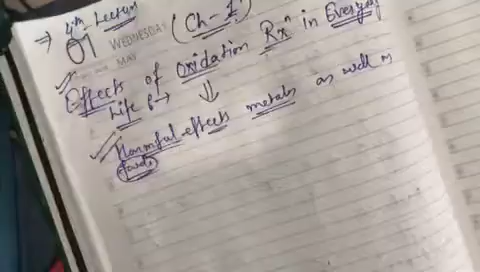 → 4th Lecture
01 WEDNESDAY (Ch-1)
MAY
Effects of Oxidation Rxⁿ in Everyday
Life :→
⇓
Harmful effects metals as well as
foods